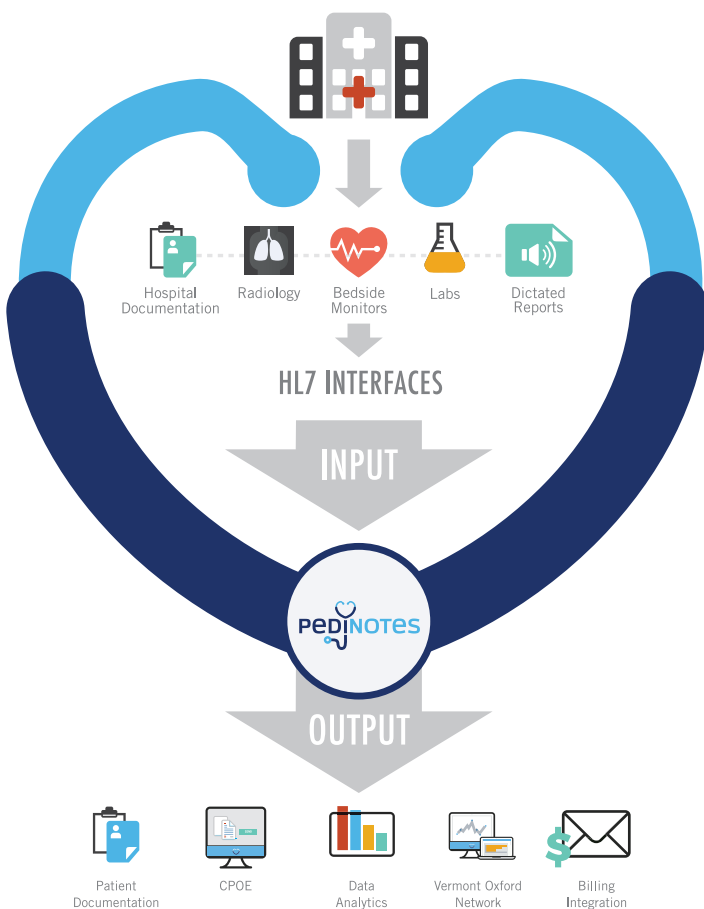 Hospital
Documentation
Radiology
Bedside
Monitors
Labs
Dictated
Reports
HL7 INTERFACES
INPUT
PEDINOTES
OUTPUT
Patient
Documentation
CPOE
Data
Analytics
Vermont Oxford
Network
Billing
Integration